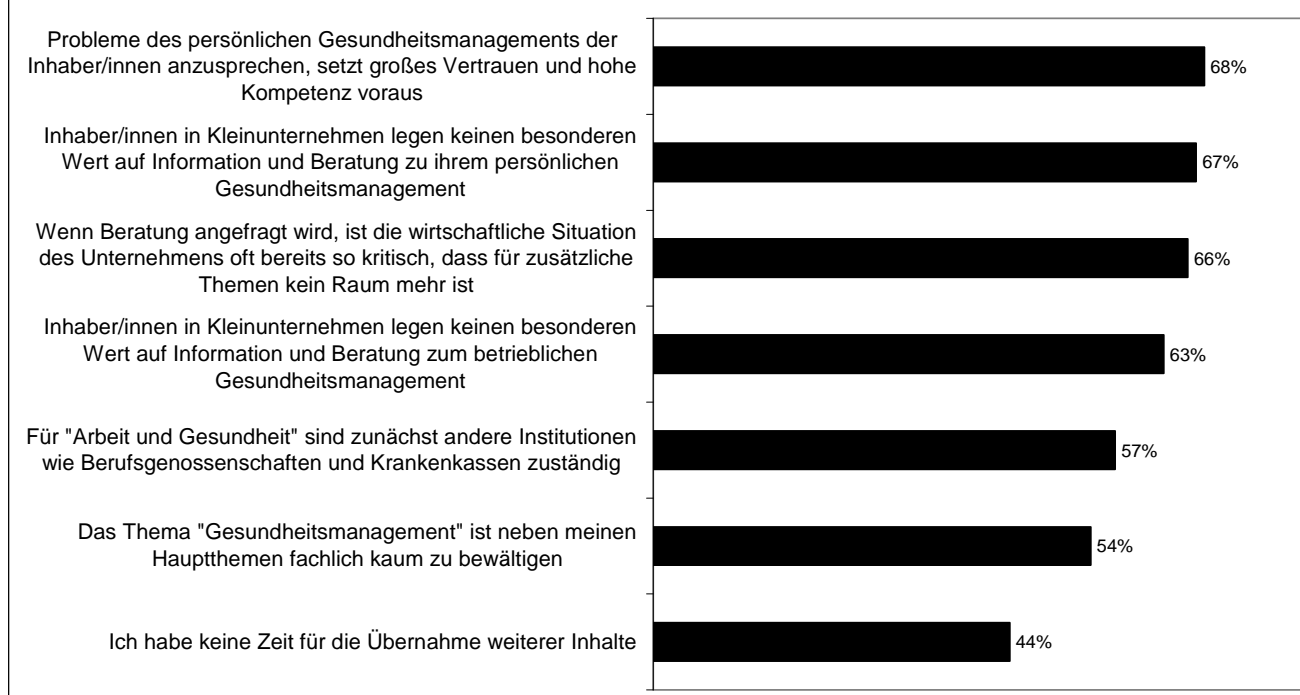 Probleme des persönlichen Gesundheitsmanagements der
Inhaber/innen anzusprechen, setzt großes Vertrauen und hohe
Kompetenz voraus
68%
Inhaber/innen in Kleinunternehmen legen keinen besonderen
Wert auf Information und Beratung zu ihrem persönlichen
Gesundheitsmanagement
67%
Wenn Beratung angefragt wird, ist die wirtschaftliche Situation
des Unternehmens oft bereits so kritisch, dass für zusätzliche
Themen kein Raum mehr ist
66%
Inhaber/innen in Kleinunternehmen legen keinen besonderen
Wert auf Information und Beratung zum betrieblichen
Gesundheitsmanagement
63%
Für "Arbeit und Gesundheit" sind zunächst andere Institutionen
wie Berufsgenossenschaften und Krankenkassen zuständig
57%
Das Thema "Gesundheitsmanagement" ist neben meinen
Hauptthemen fachlich kaum zu bewältigen
54%
Ich habe keine Zeit für die Übernahme weiterer Inhalte
44%